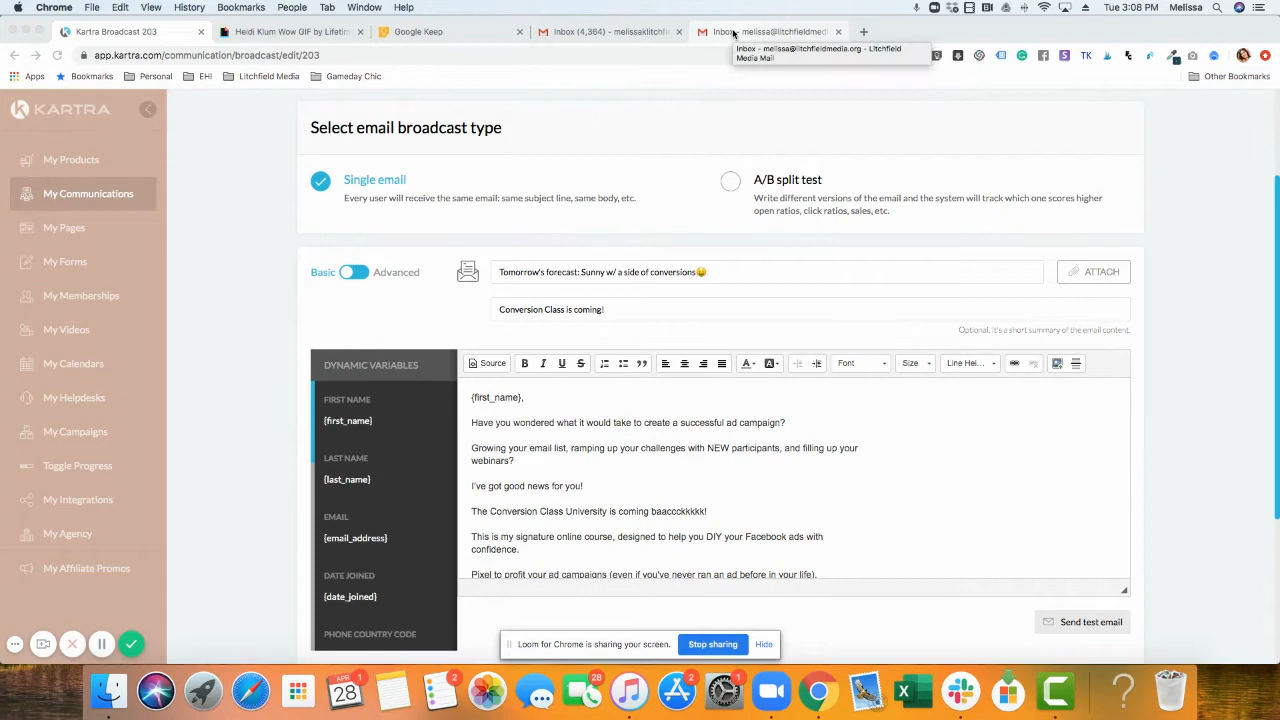 Chrome File Edit View History Bookmarks People Tab Window Help Tue 3:08 PM Melissa
Kartra Broadcast 203
Heidi Klum Wow GIF by Lifetim
Google Keep
Inbox (4,364) - melissaklitchfi
Inbox - melissa@litchfieldmedi
Inbox - melissa@litchfieldmedia.org - Litchfield
Media Mail
app.kartra.com/communication/broadcast/edit/203
Apps Bookmarks Personal EHI Litchfield Media Gameday Chic Other Bookmarks
KARTRA
My Products
My Communications
My Pages
My Forms
My Memberships
My Videos
My Calendars
My Helpdesks
My Campaigns
Toggle Progress
My Integrations
My Agency
My Affiliate Promos
Select email broadcast type
Single email
Every user will receive the same email: same subject line, same body, etc.
A/B split test
Write different versions of the email and the system will track which one scores higher
open ratios, click ratios, sales, etc.
Basic Advanced
Tomorrow's forecast: Sunny w/ a side of conversions🤑
ATTACH
Conversion Class is coming!
Optional, it's a short summary of the email content.
DYNAMIC VARIABLES
FIRST NAME
{first_name}
LAST NAME
{last_name}
EMAIL
{email_address}
DATE JOINED
{date_joined}
PHONE COUNTRY CODE
Source B I U S Font Size Line Hei...
{first_name},
Have you wondered what it would take to create a successful ad campaign?
Growing your email list, ramping up your challenges with NEW participants, and filling up your
webinars?
I've got good news for you!
The Conversion Class University is coming baaccckkkkk!
This is my signature online course, designed to help you DIY your Facebook ads with
confidence.
Pixel to profit your ad campaigns (even if you've never ran an ad before in your life).
Send test email
Loom for Chrome is sharing your screen. Stop sharing Hide
APR
28
1
2
28
2
1